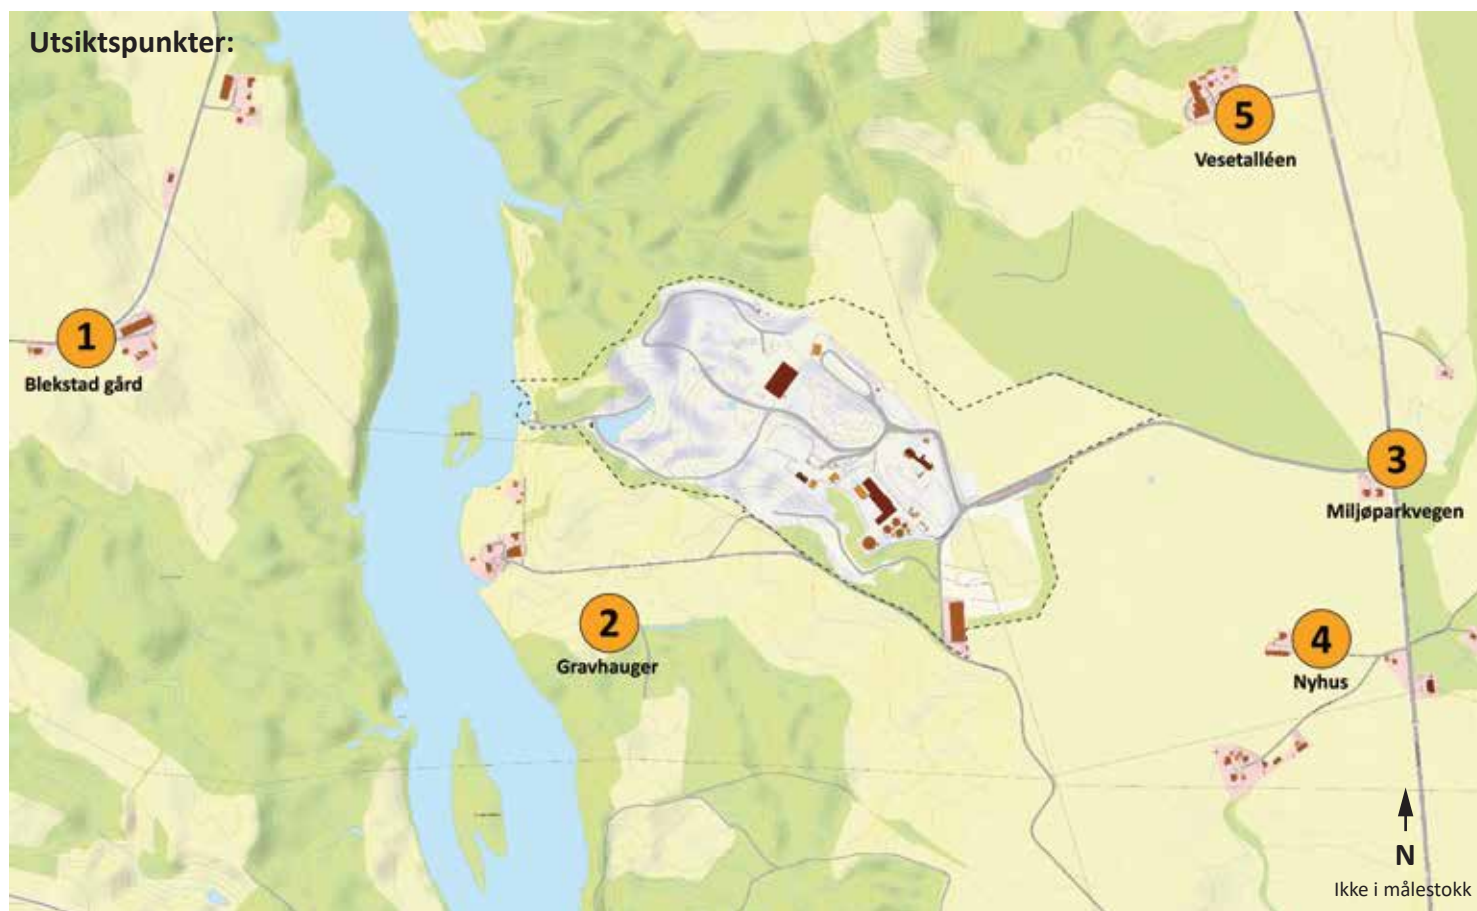 Utsiktspunkter:
5
Vesetalléen
1
Blekstad gård
3
Miljøparkvegen
2
Gravhauger
4
Nyhus
N
Ikke i målestokk